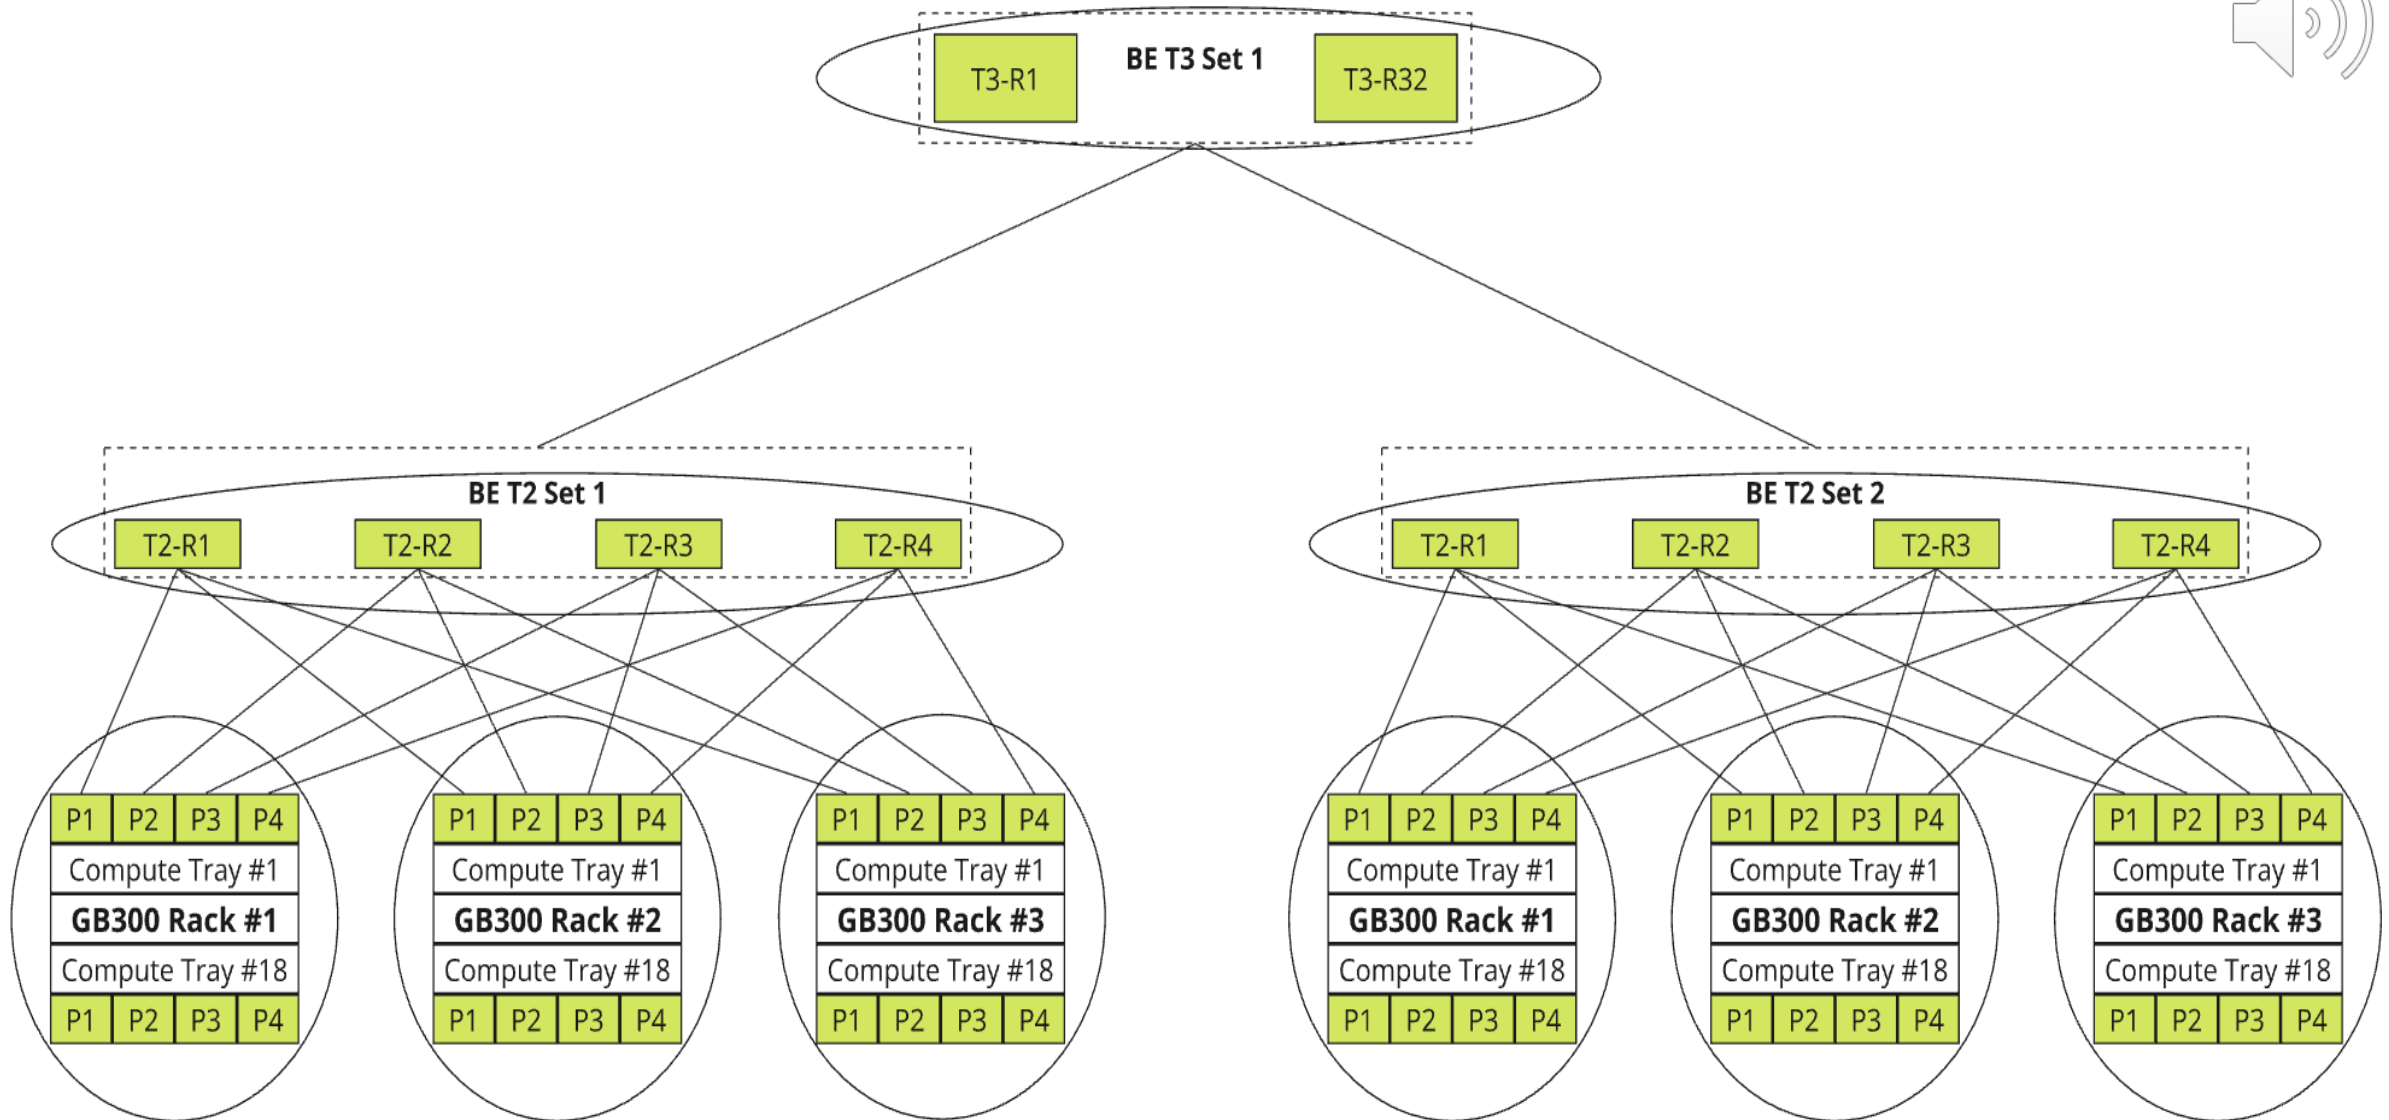 BE T3 Set 1
T3-R1 T3-R32
BE T2 Set 1 BE T2 Set 2
T2-R1 T2-R2 T2-R3 T2-R4 T2-R1 T2-R2 T2-R3 T2-R4
P1 P2 P3 P4 P1 P2 P3 P4 P1 P2 P3 P4 P1 P2 P3 P4 P1 P2 P3 P4 P1 P2 P3 P4
Compute Tray #1 Compute Tray #1 Compute Tray #1 Compute Tray #1 Compute Tray #1 Compute Tray #1
GB300 Rack #1 GB300 Rack #2 GB300 Rack #3 GB300 Rack #1 GB300 Rack #2 GB300 Rack #3
Compute Tray #18 Compute Tray #18 Compute Tray #18 Compute Tray #18 Compute Tray #18 Compute Tray #18
P1 P2 P3 P4 P1 P2 P3 P4 P1 P2 P3 P4 P1 P2 P3 P4 P1 P2 P3 P4 P1 P2 P3 P4